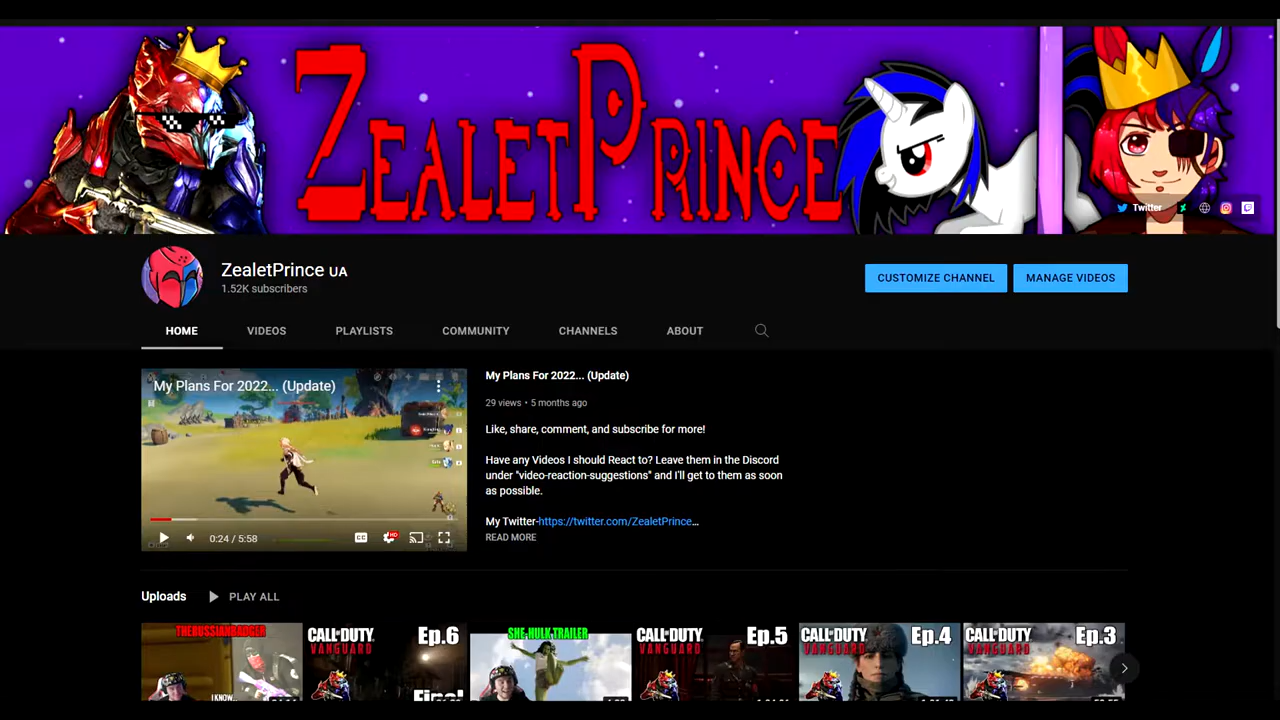 ZEALETPRINCE
Twitter
ZealetPrince UA
1.52K subscribers
CUSTOMIZE CHANNEL
MANAGE VIDEOS
HOME
VIDEOS
PLAYLISTS
COMMUNITY
CHANNELS
ABOUT
My Plans For 2022... (Update)
0:24 / 5:58
CC
HD
My Plans For 2022... (Update)
29 views • 5 months ago
Like, share, comment, and subscribe for more!
Have any Videos I should React to? Leave them in the Discord
under "video-reaction-suggestions" and I'll get to them as soon
as possible.
My Twitter-https://twitter.com/ZealetPrince...
READ MORE
Uploads
PLAY ALL
THERUSSIANBADGER
I KNOW...
CALL OF DUTY
VANGUARD
Ep.6
Final
SHE-HULK TRAILER
CALL OF DUTY
VANGUARD
Ep.5
CALL OF DUTY
VANGUARD
Ep.4
CALL OF DUTY
VANGUARD
Ep.3